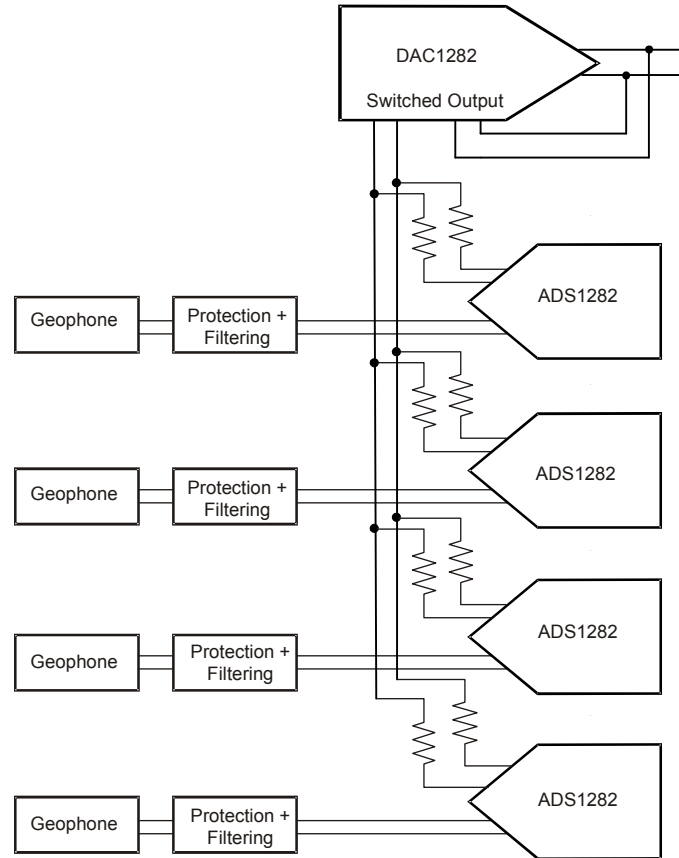 DAC1282
Switched Output
ADS1282
Geophone
Protection +
Filtering
ADS1282
Geophone
Protection +
Filtering
ADS1282
Geophone
Protection +
Filtering
ADS1282
Geophone
Protection +
Filtering